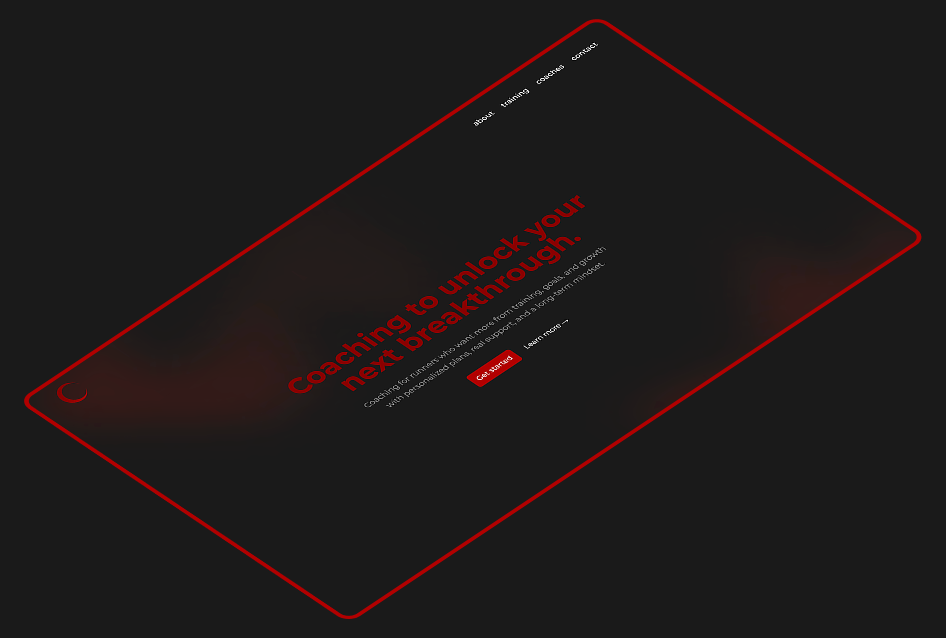 about training coaches contact
Coaching to unlock your
next breakthrough.
Coaching for runners who want more from training, goals, and growth
with personalized plans, real support, and a long-term mindset.
Get started Learn more →